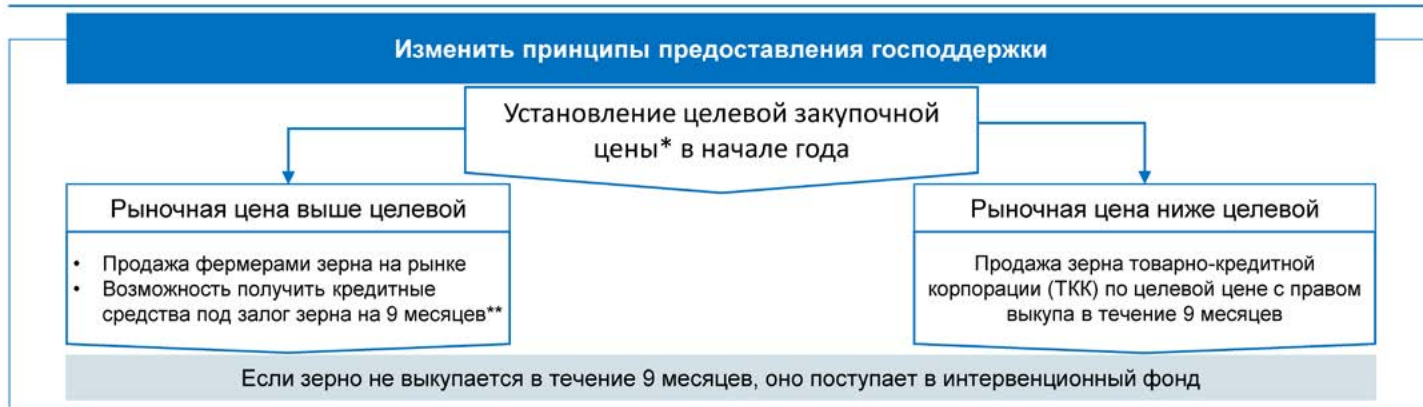 Изменить принципы предоставления господдержки
Установление целевой закупочной
цены* в начале года
Рыночная цена выше целевой
• Продажа фермерами зерна на рынке
• Возможность получить кредитные
средства под залог зерна на 9 месяцев**
Рыночная цена ниже целевой
Продажа зерна товарно-кредитной
корпорации (ТКК) по целевой цене с правом
выкупа в течение 9 месяцев
Если зерно не выкупается в течение 9 месяцев, оно поступает в интервенционный фонд